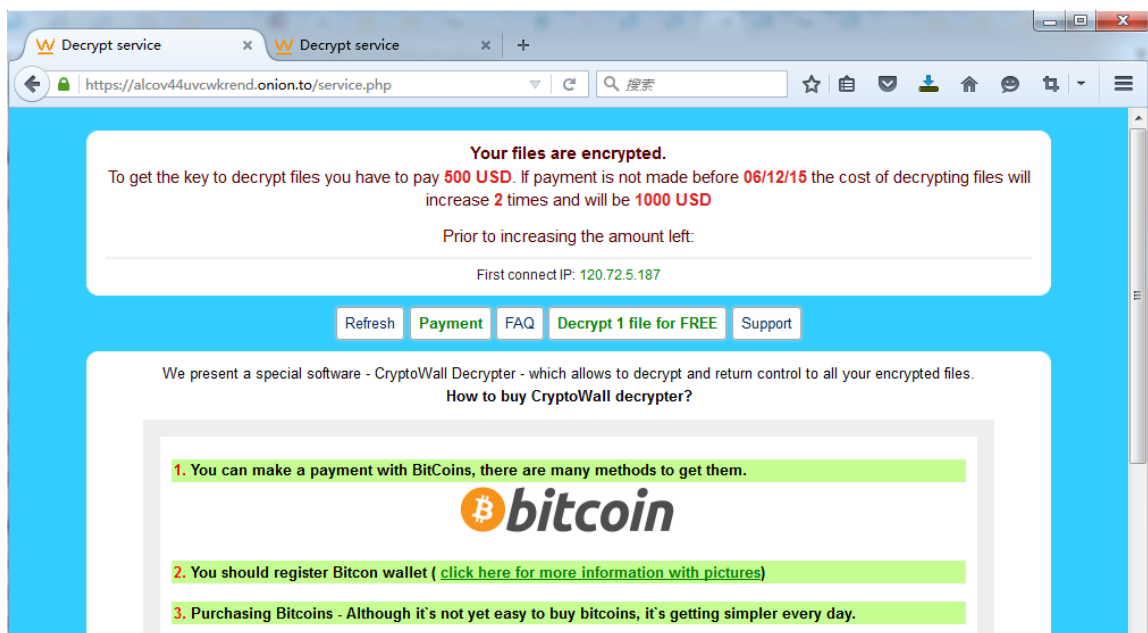 Decrypt service
Decrypt service
https://alcov44uvcwkrend.onion.to/service.php
搜索
Your files are encrypted.
To get the key to decrypt files you have to pay 500 USD. If payment is not made before 06/12/15 the cost of decrypting files will
increase 2 times and will be 1000 USD
Prior to increasing the amount left:
First connect IP: 120.72.5.187
Refresh
Payment
FAQ
Decrypt 1 file for FREE
Support
We present a special software - CryptoWall Decrypter - which allows to decrypt and return control to all your encrypted files.
How to buy CryptoWall decrypter?
1. You can make a payment with BitCoins, there are many methods to get them.
bitcoin
2. You should register Bitcon wallet ( click here for more information with pictures)
3. Purchasing Bitcoins - Although it`s not yet easy to buy bitcoins, it`s getting simpler every day.